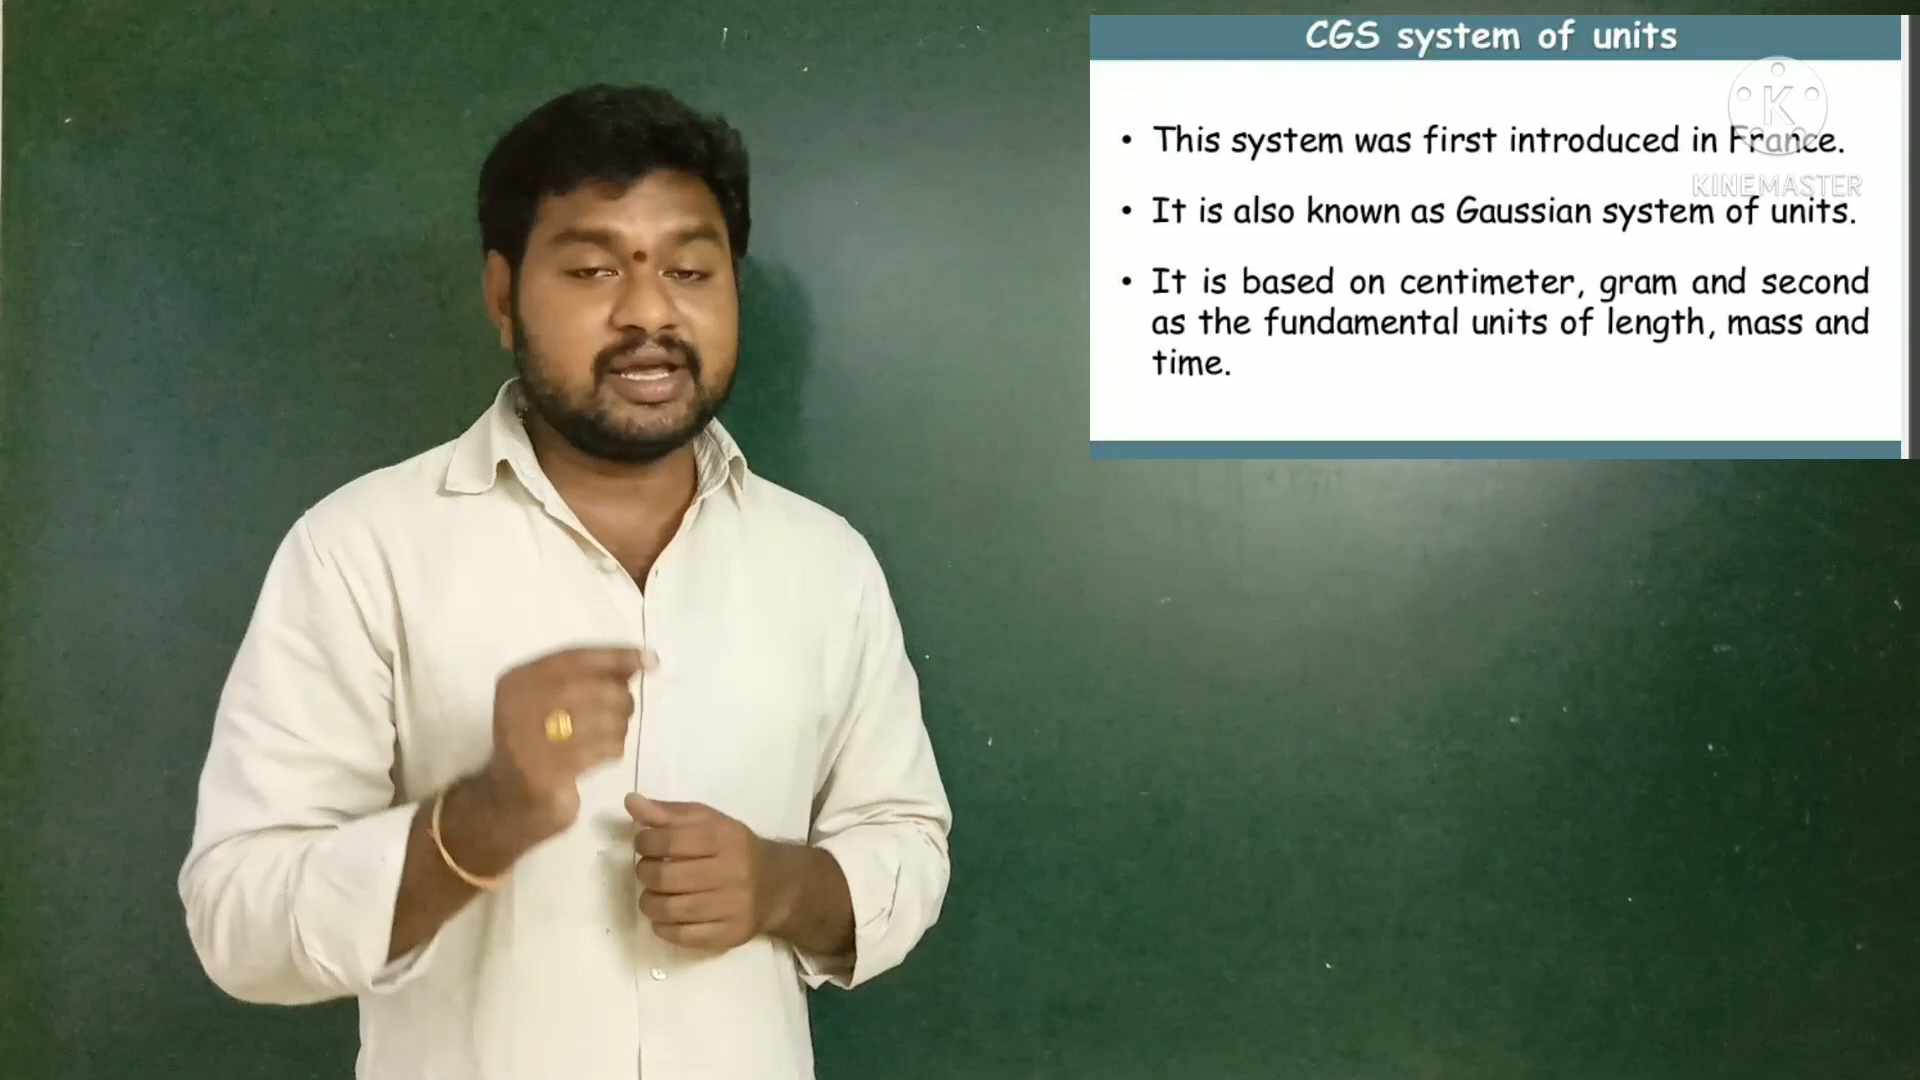 CGS system of units
• This system was first introduced in France.
• It is also known as Gaussian system of units.
• It is based on centimeter, gram and second
as the fundamental units of length, mass and
time.
K
KINEMASTER